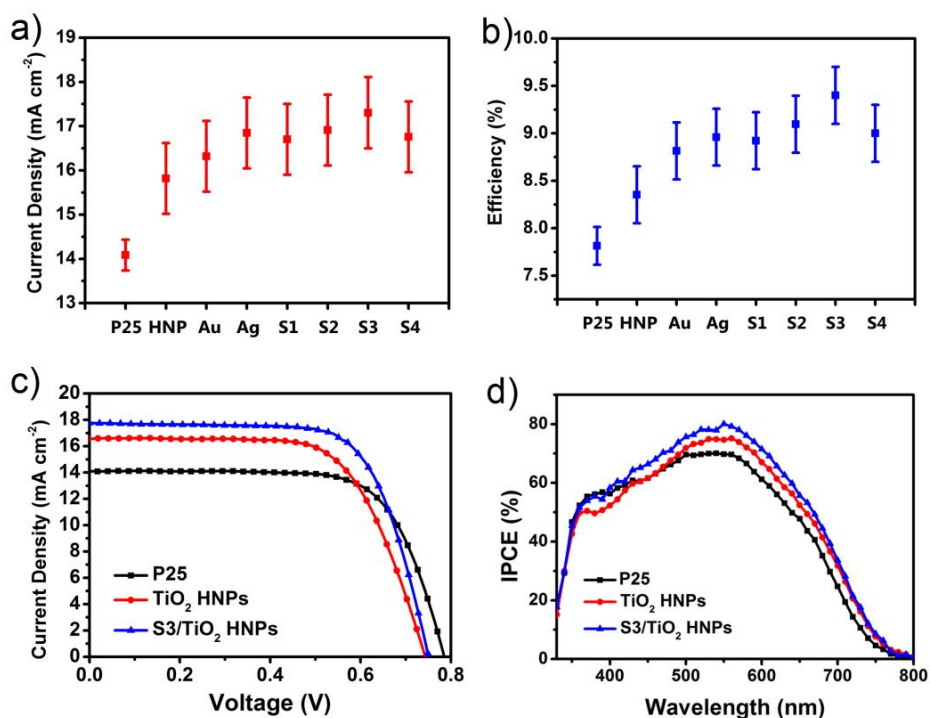 a)
Current Density (mA cm⁻²)
19
18
17
16
15
14
13
P25 HNP Au Ag S1 S2 S3 S4
b)
Efficiency (%)
10.0
9.5
9.0
8.5
8.0
7.5
P25 HNP Au Ag S1 S2 S3 S4
c)
Current Density (mA cm⁻²)
20
18
16
14
12
10
8
6
4
2
0
P25
TiO₂ HNPs
S3/TiO₂ HNPs
0.0 0.2 0.4 0.6 0.8
Voltage (V)
d)
IPCE (%)
80
60
40
20
0
P25
TiO₂ HNPs
S3/TiO₂ HNPs
400 500 600 700 800
Wavelength (nm)